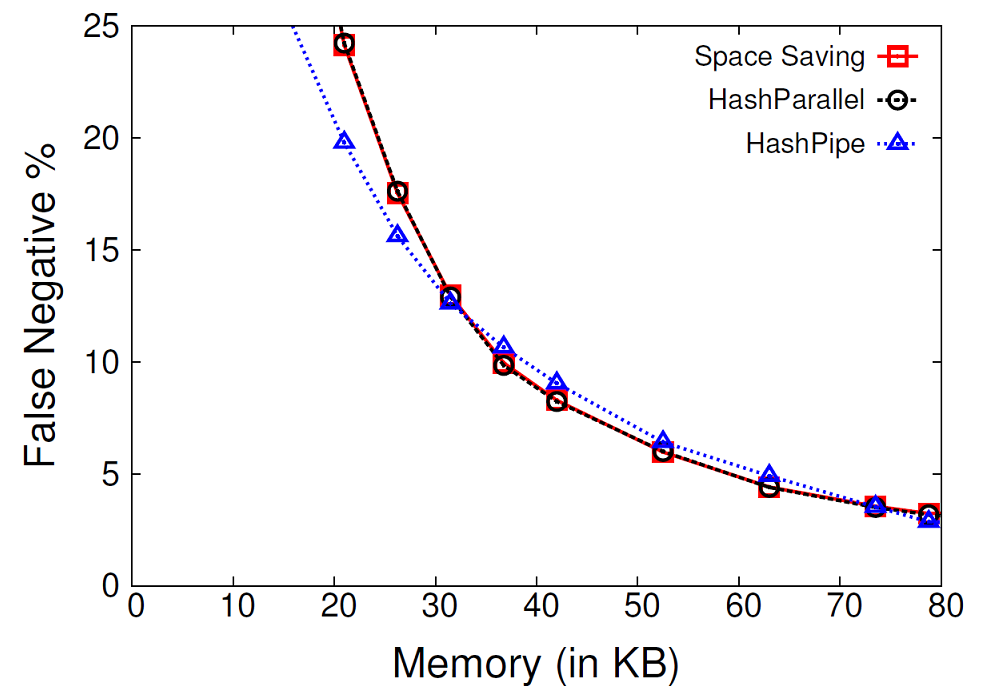 False Negative %
25
20
15
10
5
0
Space Saving
HashParallel
HashPipe
0 10 20 30 40 50 60 70 80
Memory (in KB)